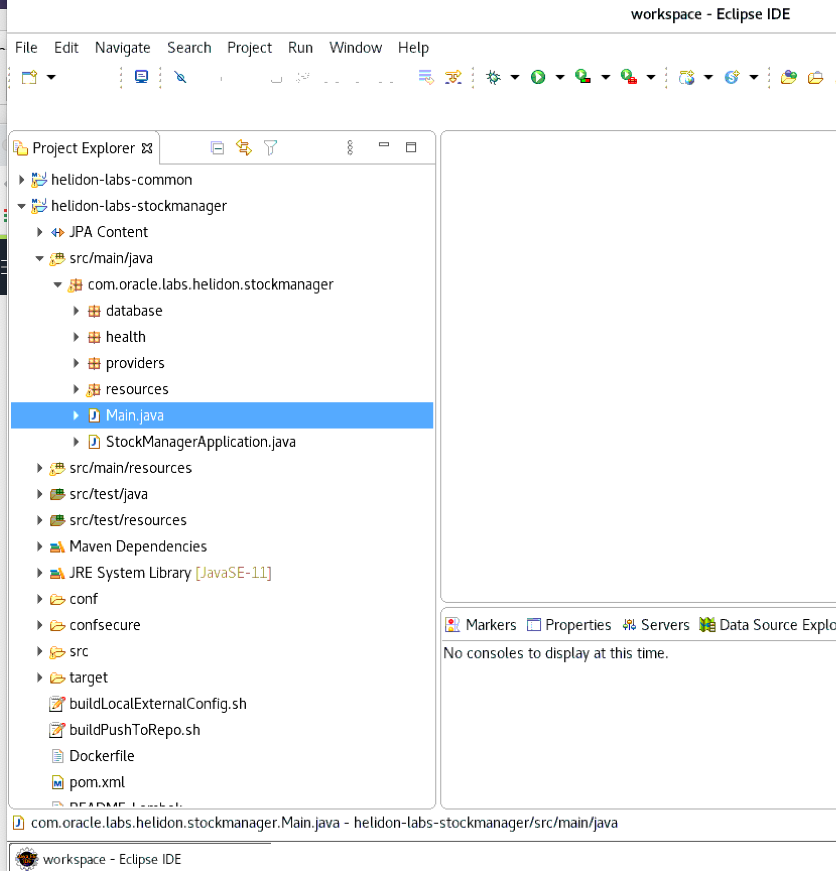 workspace - Eclipse IDE
File Edit Navigate Search Project Run Window Help
Project Explorer
helidon-labs-common
helidon-labs-stockmanager
JPA Content
src/main/java
com.oracle.labs.helidon.stockmanager
database
health
providers
resources
Main.java
StockManagerApplication.java
src/main/resources
src/test/java
src/test/resources
Maven Dependencies
JRE System Library [JavaSE-11]
conf
confsecure
src
target
buildLocalExternalConfig.sh
buildPushToRepo.sh
Dockerfile
pom.xml
Markers Properties Servers Data Source Explo
No consoles to display at this time.
com.oracle.labs.helidon.stockmanager.Main.java - helidon-labs-stockmanager/src/main/java
workspace - Eclipse IDE